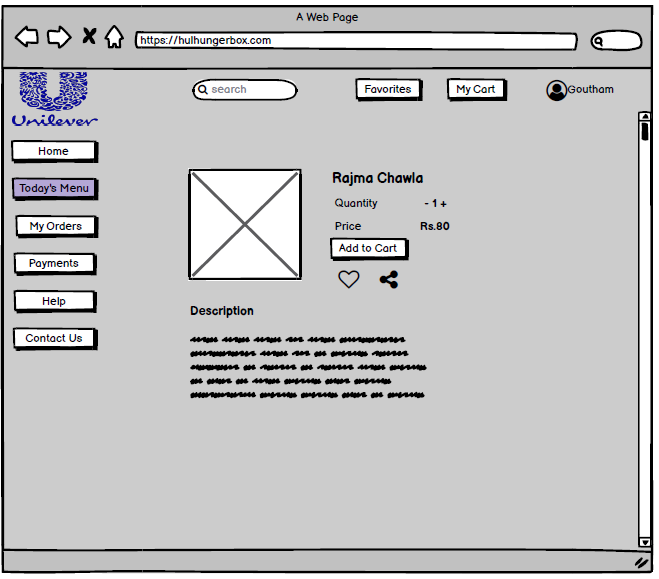 A Web Page
https://hulhungerbox.com
Unilever
search
Favorites
My Cart
Goutham
Home
Today's Menu
My Orders
Payments
Help
Contact Us
Rajma Chawla
Quantity - 1 +
Price Rs.80
Add to Cart
Description